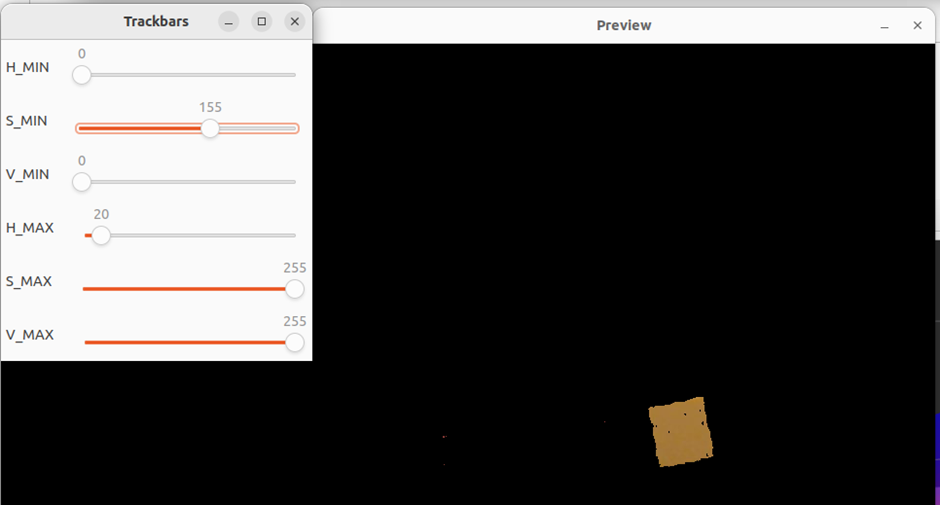 Trackbars
Preview
0
H_MIN
155
S_MIN
0
V_MIN
20
H_MAX
255
S_MAX
255
V_MAX